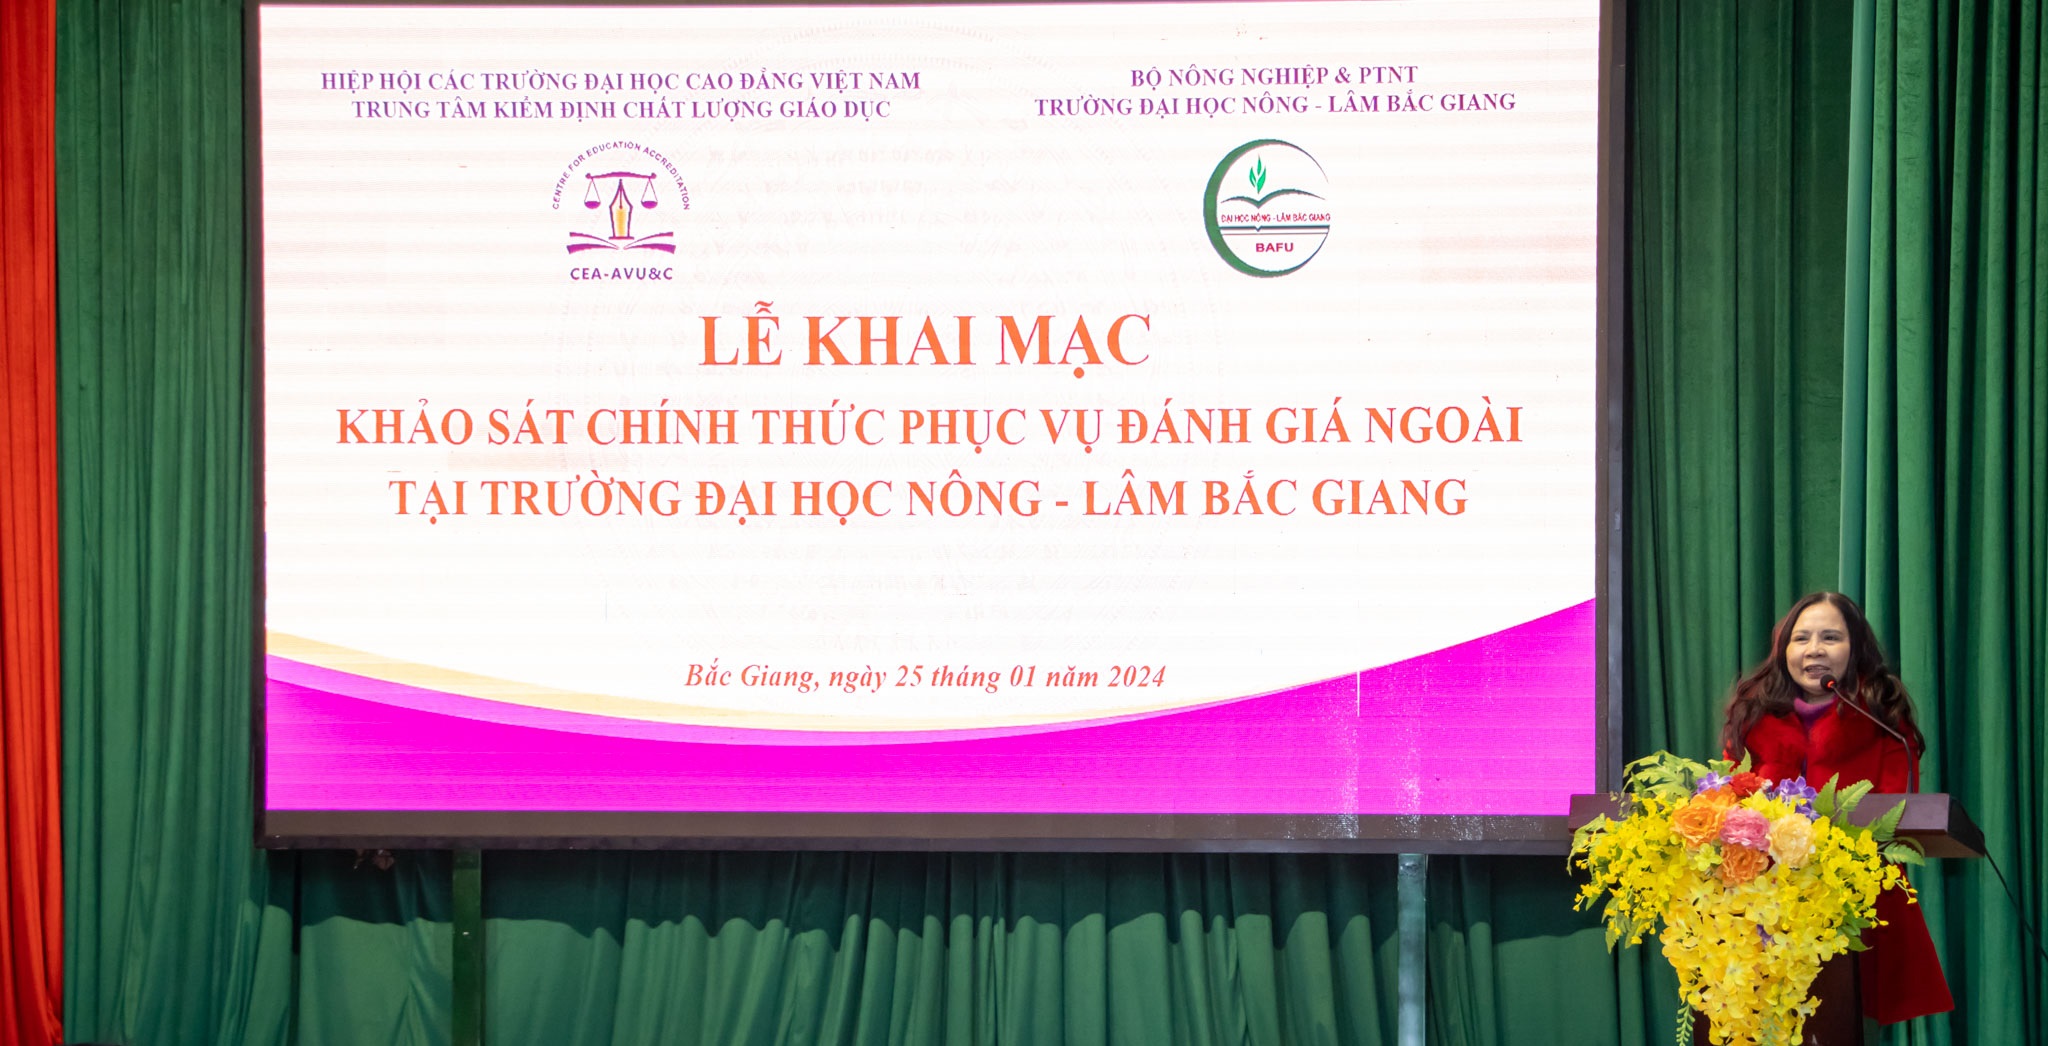 HIỆP HỘI CÁC TRƯỜNG ĐẠI HỌC CAO ĐẲNG VIỆT NAM
TRUNG TÂM KIỂM ĐỊNH CHẤT LƯỢNG GIÁO DỤC
CENTRE FOR EDUCATION ACCREDITATION
CEA-AVU&C
BỘ NÔNG NGHIỆP & PTNT
TRƯỜNG ĐẠI HỌC NÔNG - LÂM BẮC GIANG
ĐẠI HỌC NÔNG - LÂM BẮC GIANG
BAFU
LỄ KHAI MẠC
KHẢO SÁT CHÍNH THỨC PHỤC VỤ ĐÁNH GIÁ NGOÀI
TẠI TRƯỜNG ĐẠI HỌC NÔNG - LÂM BẮC GIANG
Bắc Giang, ngày 25 tháng 01 năm 2024